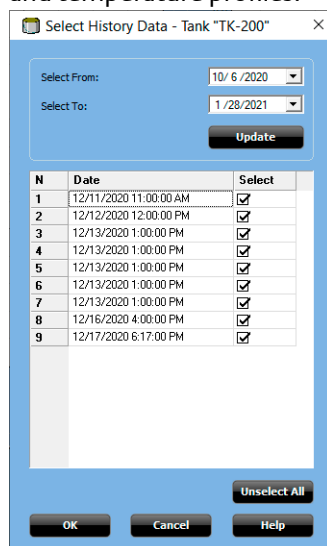 and temperature profiles.
Select History Data - Tank "TK-200"
Select From: 10/ 6 /2020
Select To: 1 /28/2021
Update
N Date Select
1 12/11/2020 11:00:00 AM
2 12/12/2020 12:00:00 PM
3 12/13/2020 1:00:00 PM
4 12/13/2020 1:00:00 PM
5 12/13/2020 1:00:00 PM
6 12/13/2020 1:00:00 PM
7 12/13/2020 1:00:00 PM
8 12/16/2020 4:00:00 PM
9 12/17/2020 6:17:00 PM
Unselect All
OK Cancel Help